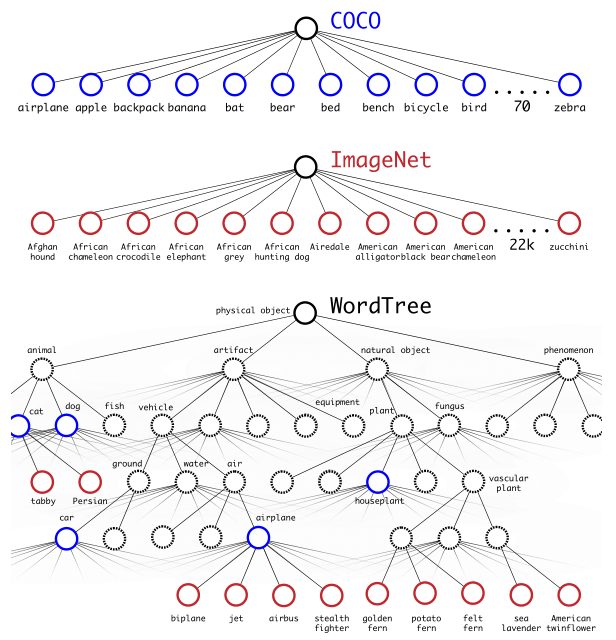 COCO
airplane apple backpack banana bat bear bed bench bicycle bird 70 zebra
ImageNet
Afghan hound
African chameleon
African crocodile
African elephant
African grey
African hunting dog
Airedale
American alligator
American black bear
American chameleon
22k
zucchini
WordTree
physical object
animal artifact natural object phenomenon
cat dog fish vehicle equipment plant fungus
ground water air
tabby Persian houseplant vascular plant
car airplane
biplane jet airbus
stealth fighter
golden fern
potato fern
felt fern
sea lavender
American twinflower